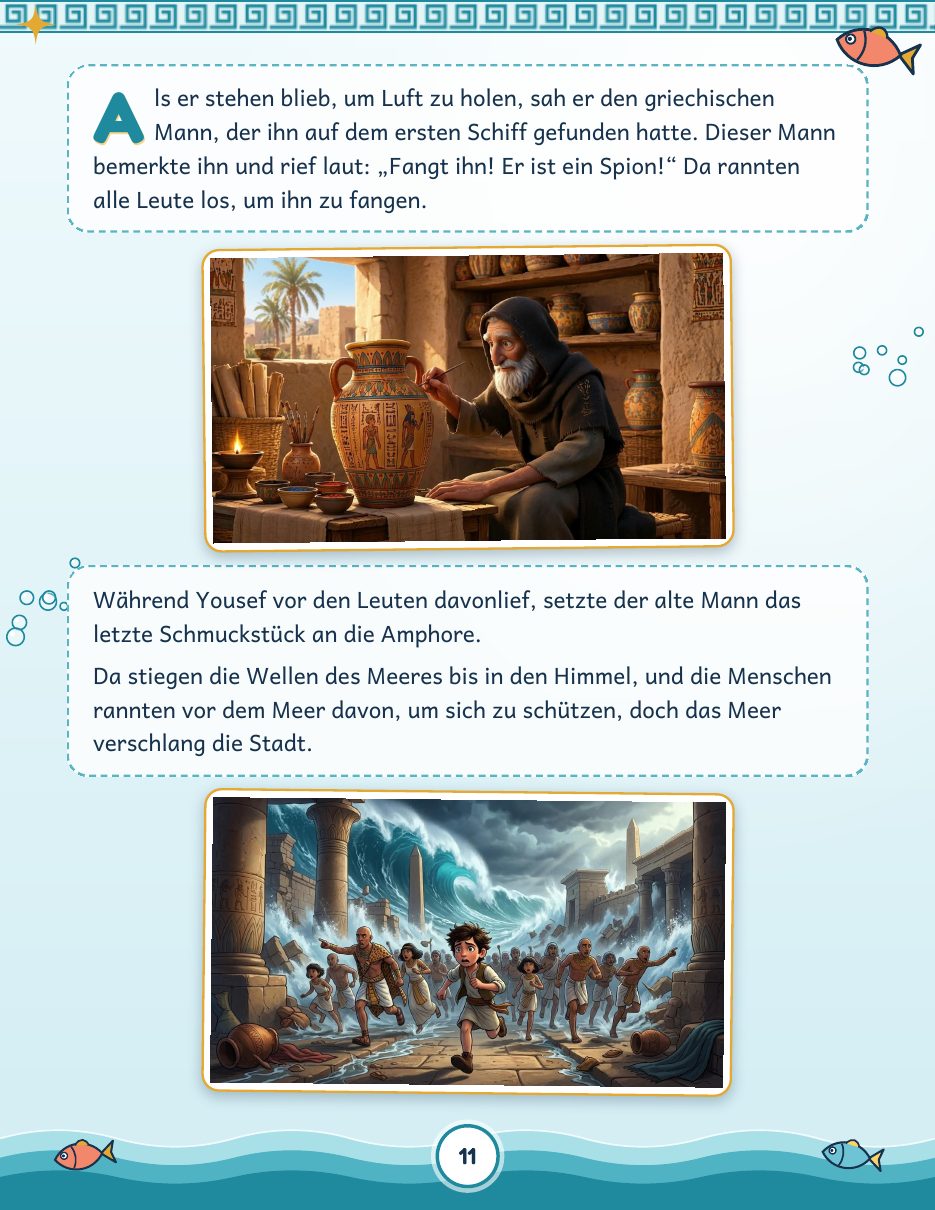 Als er stehen blieb, um Luft zu holen, sah er den griechischen
Mann, der ihn auf dem ersten Schiff gefunden hatte. Dieser Mann
bemerkte ihn und rief laut: „Fangt ihn! Er ist ein Spion!“ Da rannten
alle Leute los, um ihn zu fangen.
Während Yousef vor den Leuten davonlief, setzte der alte Mann das
letzte Schmuckstück an die Amphore.
Da stiegen die Wellen des Meeres bis in den Himmel, und die Menschen
rannten vor dem Meer davon, um sich zu schützen, doch das Meer
verschlang die Stadt.
11